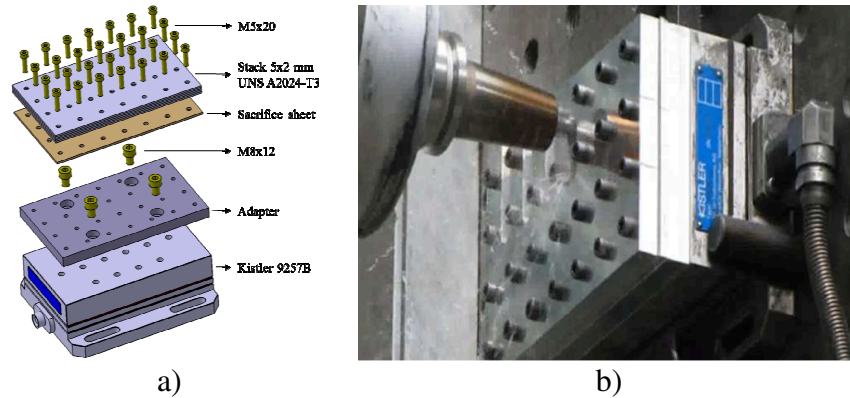 M5x20
Stack 5x2 mm
UNS A2024-T3
Sacrifice sheet
M8x12
Adapter
Kistler 9257B
KISTLER
a)
b)